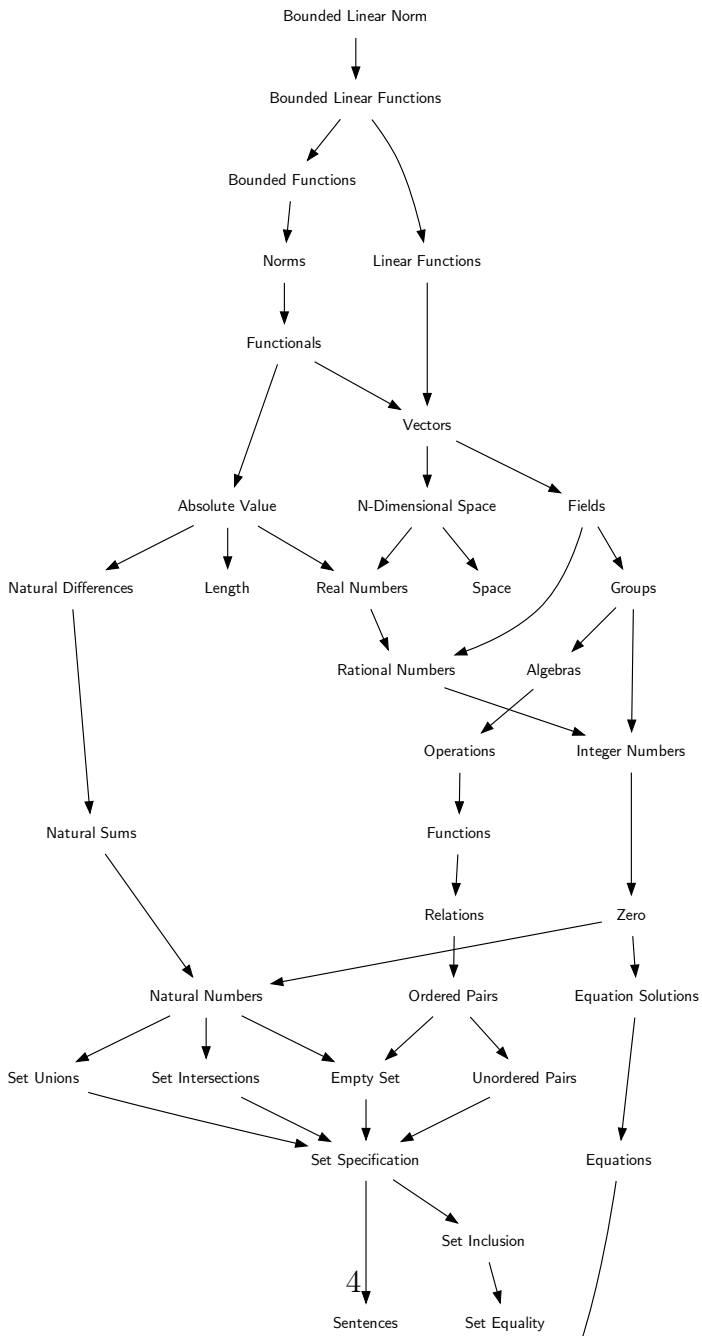 Bounded Linear Norm
Bounded Linear Functions
Bounded Functions
Norms
Linear Functions
Functionals
Vectors
Absolute Value
N-Dimensional Space
Fields
Natural Differences
Length
Real Numbers
Space
Groups
Rational Numbers
Algebras
Operations
Integer Numbers
Natural Sums
Functions
Relations
Zero
Natural Numbers
Ordered Pairs
Equation Solutions
Set Unions
Set Intersections
Empty Set
Unordered Pairs
Set Specification
Equations
Set Inclusion
4
Sentences
Set Equality